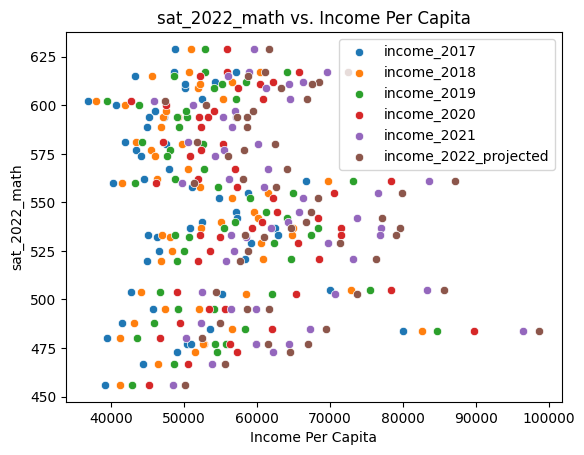 sat_2022_math vs. Income Per Capita
income_2017
income_2018
income_2019
income_2020
income_2021
income_2022_projected
sat_2022_math
625
600
575
550
525
500
475
450
40000 50000 60000 70000 80000 90000 100000
Income Per Capita